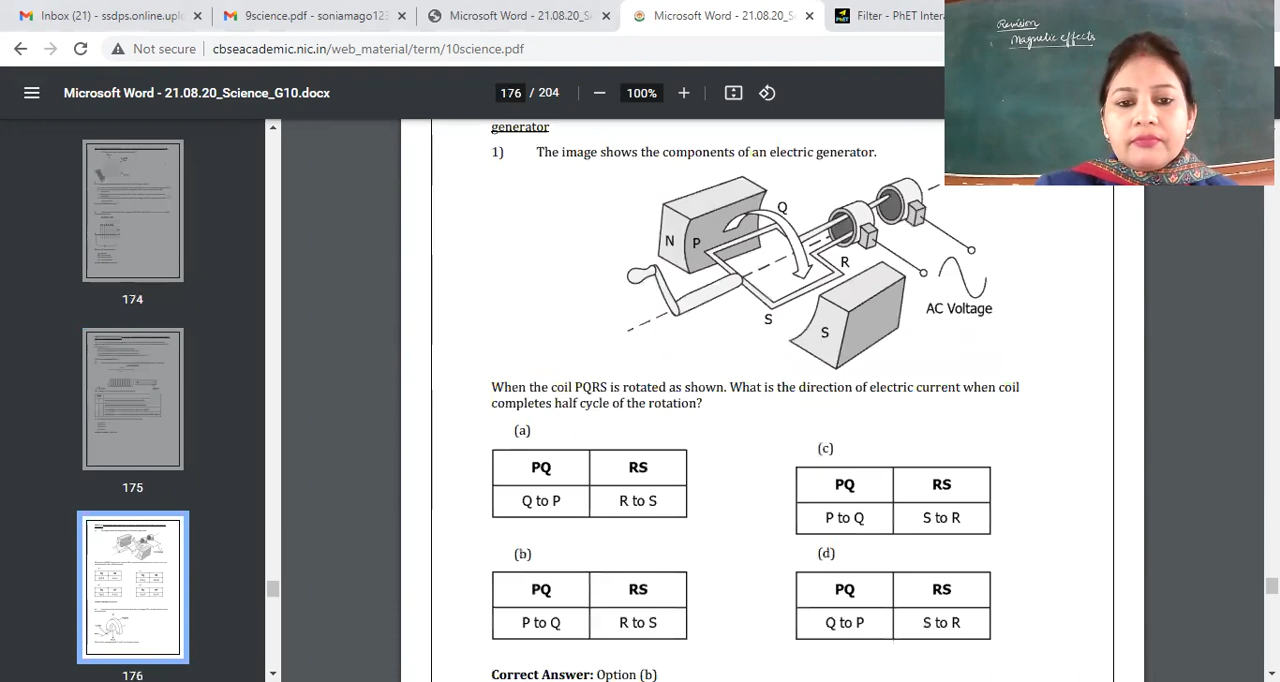 Inbox (21) - ssdps.online.uplo
9science.pdf - soniamago123
Microsoft Word - 21.08.20_S
Microsoft Word - 21.08.20_S
Filter - PhET Inter
Not secure
cbseacademic.nic.in/web_material/term/10science.pdf
Microsoft Word - 21.08.20_Science_G10.docx
176 / 204
100%
Revision
Magnetic effects
174
175
176
generator
1) The image shows the components of an electric generator.
N P Q R S S
AC Voltage
When the coil PQRS is rotated as shown. What is the direction of electric current when coil
completes half cycle of the rotation?
(a)
PQ RS
Q to P R to S
(c)
PQ RS
P to Q S to R
(b)
PQ RS
P to Q R to S
(d)
PQ RS
Q to P S to R
Correct Answer: Option (b)